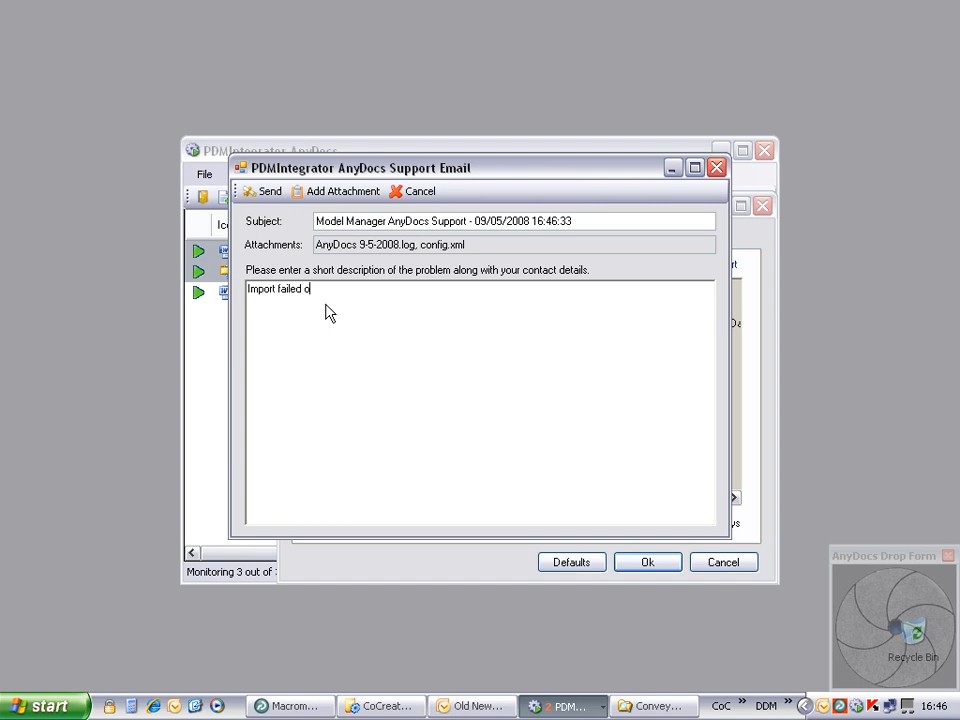 PDMIntegrator AnyDocs
PDMIntegrator AnyDocs Support Email
File
Send Add Attachment Cancel
Subject: Model Manager AnyDocs Support - 09/05/2008 16:46:33
Attachments: AnyDocs 9-5-2008.log, config.xml
Please enter a short description of the problem along with your contact details.
Import failed o
Monitoring 3 out of
Defaults Ok Cancel
AnyDocs Drop Form
Recycle Bin
start Macrom... CoCreat... Old New... 2 PDM... Convey... CoC » DDM » 16:46